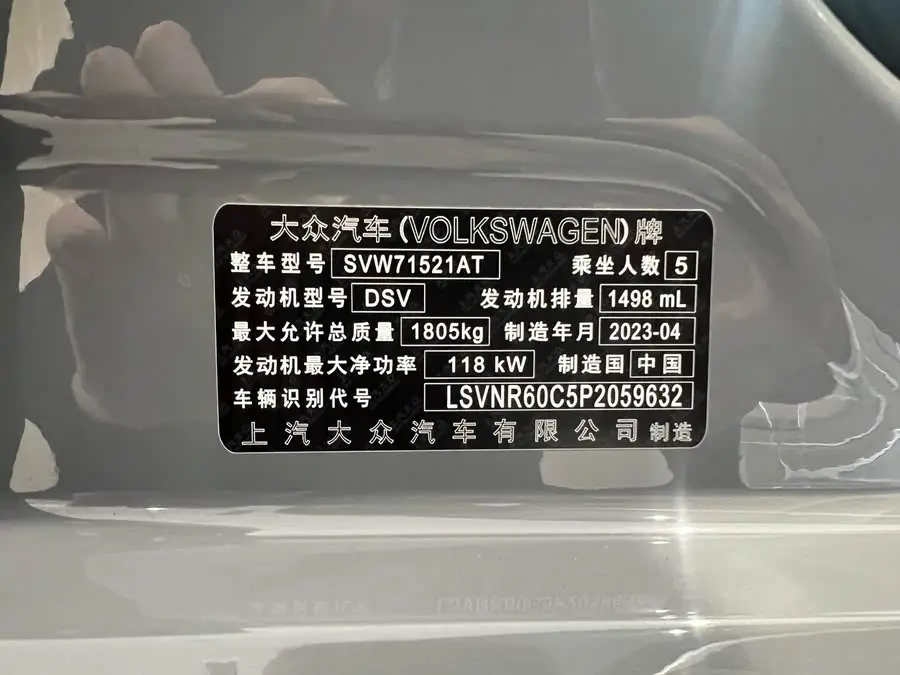 大众汽车(VOLKSWAGEN)牌
整车型号 SVW71521AT 乘坐人数 5
发动机型号 DSV 发动机排量 1498 mL
最大允许总质量 1805kg 制造年月 2023-04
发动机最大净功率 118 kW 制造国 中国
车辆识别代号 LSVNR60C5P2059632
上汽大众汽车有限公司 制造